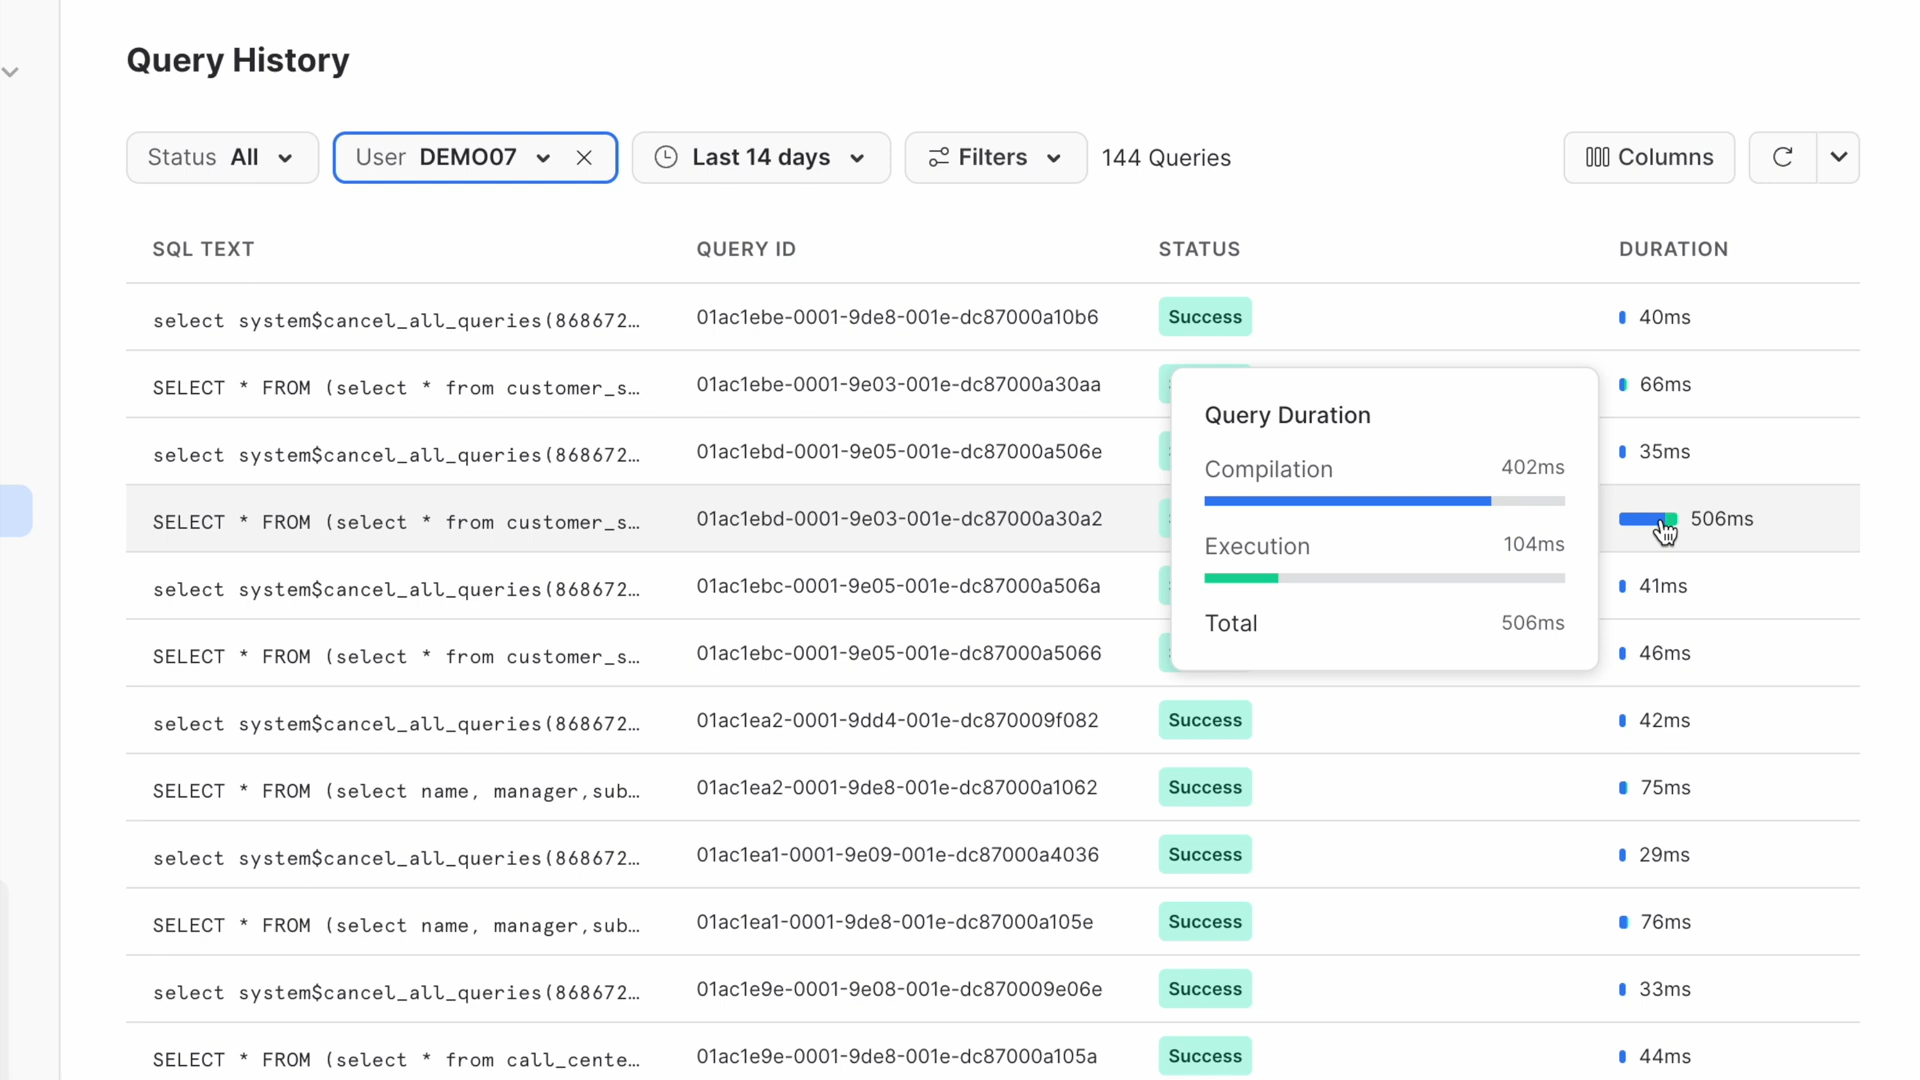 Query History
Status All
User DEMO07
Last 14 days
Filters
144 Queries
Columns
SQL TEXT QUERY ID STATUS DURATION
select system$cancel_all_queries(868672… 01ac1ebe-0001-9de8-001e-dc87000a10b6 Success 40ms
SELECT * FROM (select * from customer_s… 01ac1ebe-0001-9e03-001e-dc87000a30aa 66ms
select system$cancel_all_queries(868672… 01ac1ebd-0001-9e05-001e-dc87000a506e 35ms
SELECT * FROM (select * from customer_s… 01ac1ebd-0001-9e03-001e-dc87000a30a2 506ms
select system$cancel_all_queries(868672… 01ac1ebc-0001-9e05-001e-dc87000a506a 41ms
SELECT * FROM (select * from customer_s… 01ac1ebc-0001-9e05-001e-dc87000a5066 46ms
select system$cancel_all_queries(868672… 01ac1ea2-0001-9dd4-001e-dc870009f082 Success 42ms
SELECT * FROM (select name, manager,sub… 01ac1ea2-0001-9de8-001e-dc87000a1062 Success 75ms
select system$cancel_all_queries(868672… 01ac1ea1-0001-9e09-001e-dc87000a4036 Success 29ms
SELECT * FROM (select name, manager,sub… 01ac1ea1-0001-9de8-001e-dc87000a105e Success 76ms
select system$cancel_all_queries(868672… 01ac1e9e-0001-9e08-001e-dc870009e06e Success 33ms
SELECT * FROM (select * from call_cente… 01ac1e9e-0001-9de8-001e-dc87000a105a Success 44ms
Query Duration
Compilation 402ms
Execution 104ms
Total 506ms